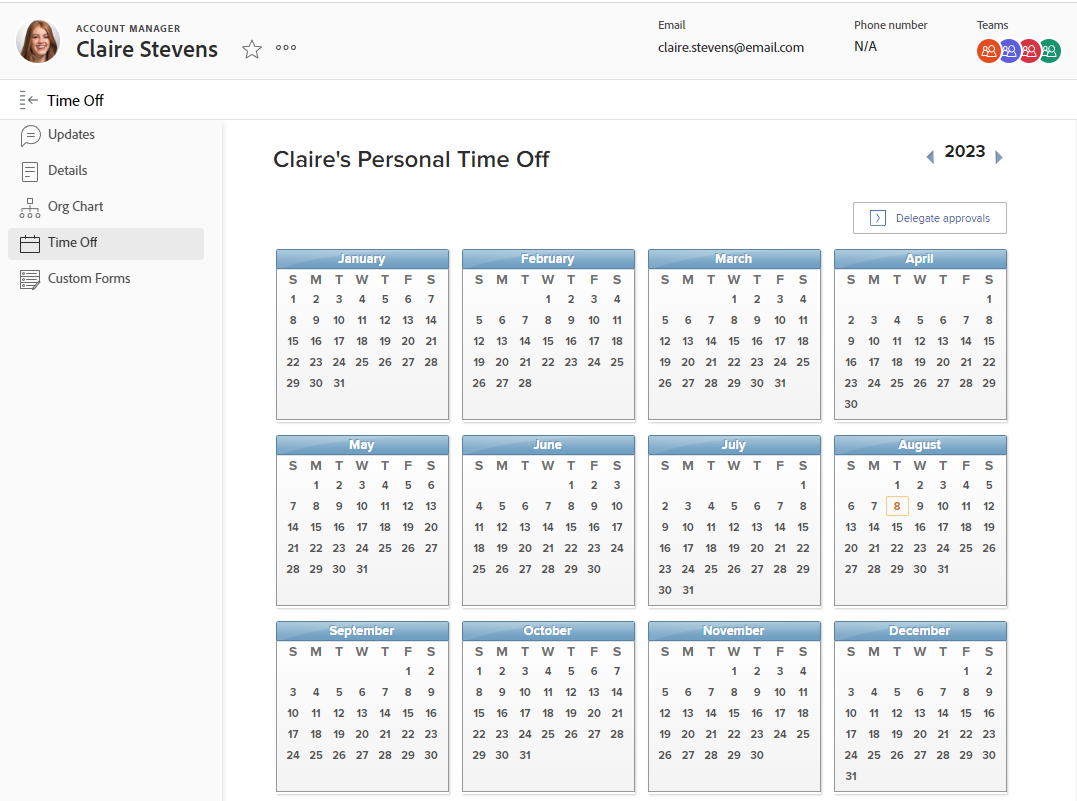 ACCOUNT MANAGER
Claire Stevens
Email
claire.stevens@email.com
Phone number
N/A
Teams
Time Off
Updates
Details
Org Chart
Time Off
Custom Forms
Claire's Personal Time Off
2023
Delegate approvals
January
S M T W T F S
1 2 3 4 5 6 7
8 9 10 11 12 13 14
15 16 17 18 19 20 21
22 23 24 25 26 27 28
29 30 31
February
S M T W T F S
1 2 3 4
5 6 7 8 9 10 11
12 13 14 15 16 17 18
19 20 21 22 23 24 25
26 27 28
March
S M T W T F S
1 2 3 4
5 6 7 8 9 10 11
12 13 14 15 16 17 18
19 20 21 22 23 24 25
26 27 28 29 30 31
April
S M T W T F S
1
2 3 4 5 6 7 8
9 10 11 12 13 14 15
16 17 18 19 20 21 22
23 24 25 26 27 28 29
30
May
S M T W T F S
1 2 3 4 5 6
7 8 9 10 11 12 13
14 15 16 17 18 19 20
21 22 23 24 25 26 27
28 29 30 31
June
S M T W T F S
1 2 3
4 5 6 7 8 9 10
11 12 13 14 15 16 17
18 19 20 21 22 23 24
25 26 27 28 29 30
July
S M T W T F S
1
2 3 4 5 6 7 8
9 10 11 12 13 14 15
16 17 18 19 20 21 22
23 24 25 26 27 28 29
30 31
August
S M T W T F S
1 2 3 4 5
6 7 8 9 10 11 12
13 14 15 16 17 18 19
20 21 22 23 24 25 26
27 28 29 30 31
September
S M T W T F S
1 2
3 4 5 6 7 8 9
10 11 12 13 14 15 16
17 18 19 20 21 22 23
24 25 26 27 28 29 30
October
S M T W T F S
1 2 3 4 5 6 7
8 9 10 11 12 13 14
15 16 17 18 19 20 21
22 23 24 25 26 27 28
29 30 31
November
S M T W T F S
1 2 3 4
5 6 7 8 9 10 11
12 13 14 15 16 17 18
19 20 21 22 23 24 25
26 27 28 29 30
December
S M T W T F S
1 2
3 4 5 6 7 8 9
10 11 12 13 14 15 16
17 18 19 20 21 22 23
24 25 26 27 28 29 30
31